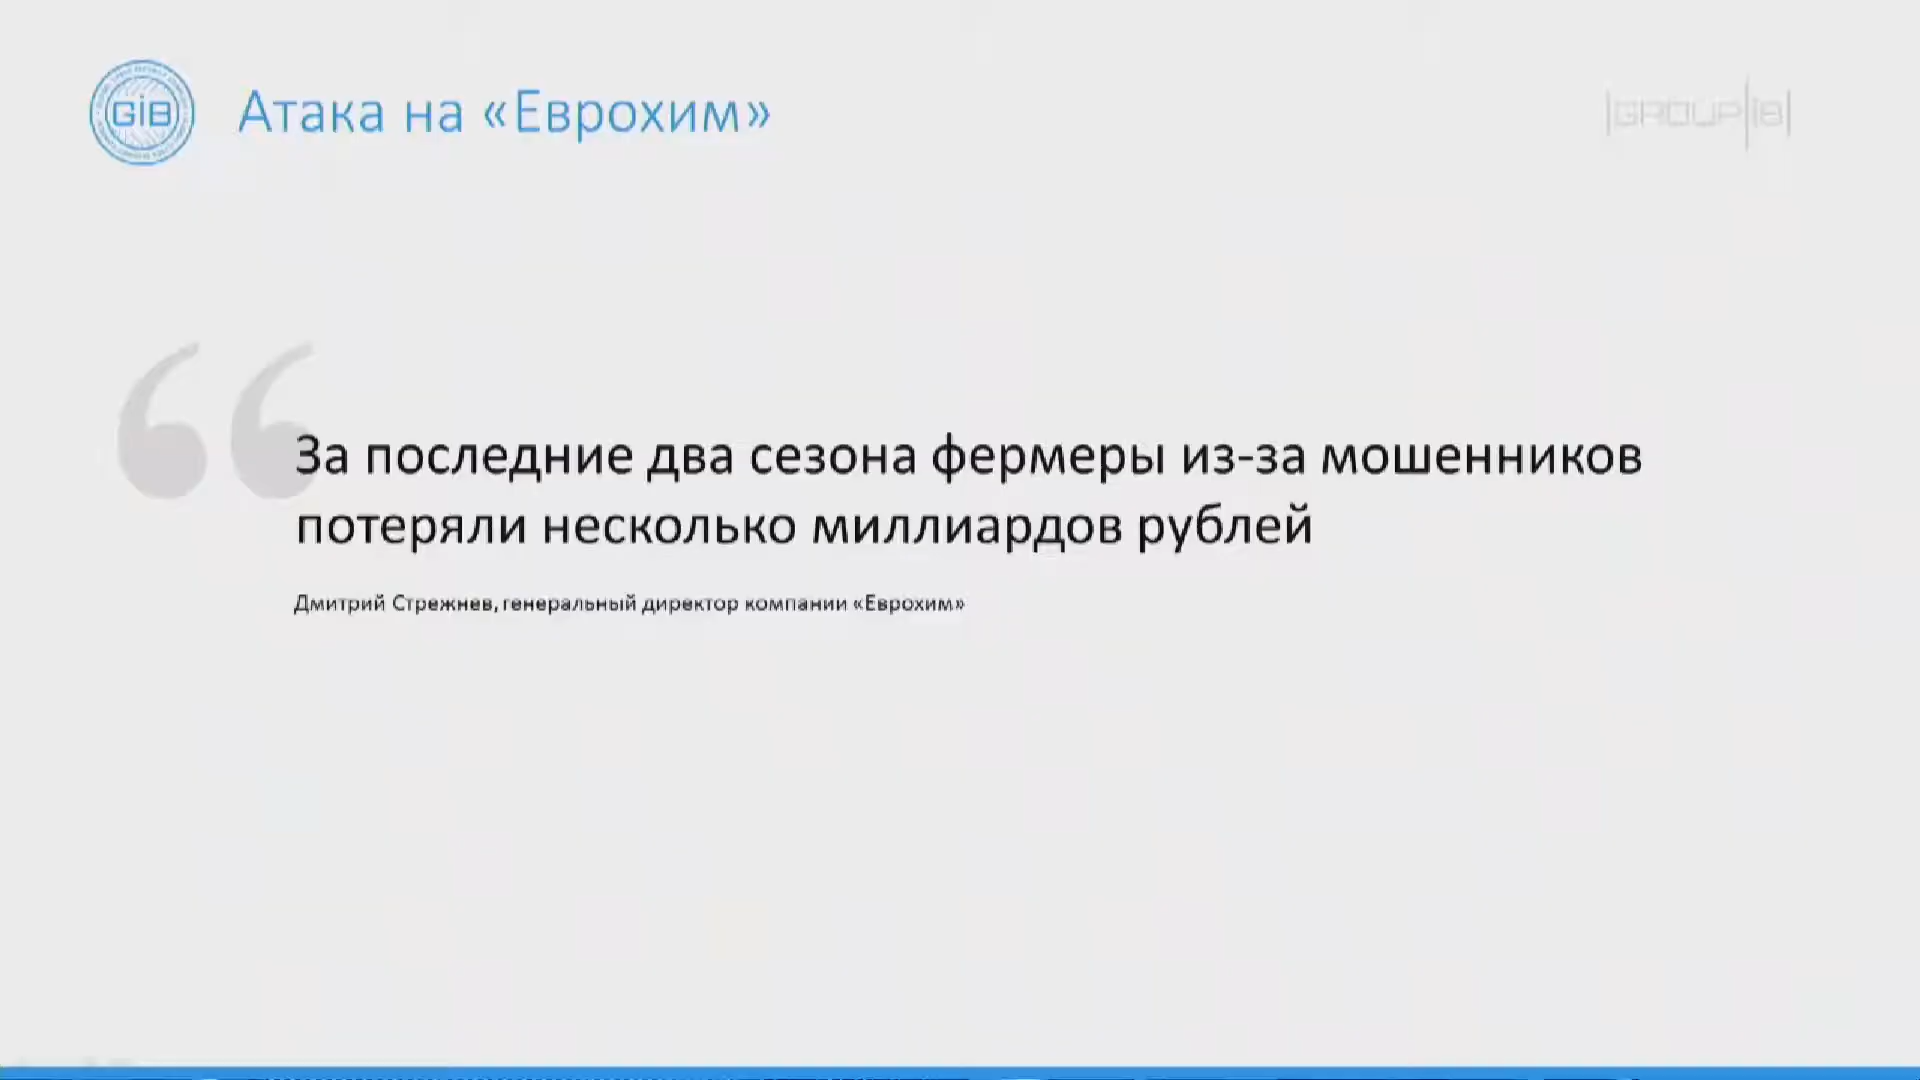 GiB
Атака на «Еврохим»
|GROUP|iB|
За последние два сезона фермеры из-за мошенников
потеряли несколько миллиардов рублей
Дмитрий Стрежнев, генеральный директор компании «Еврохим»